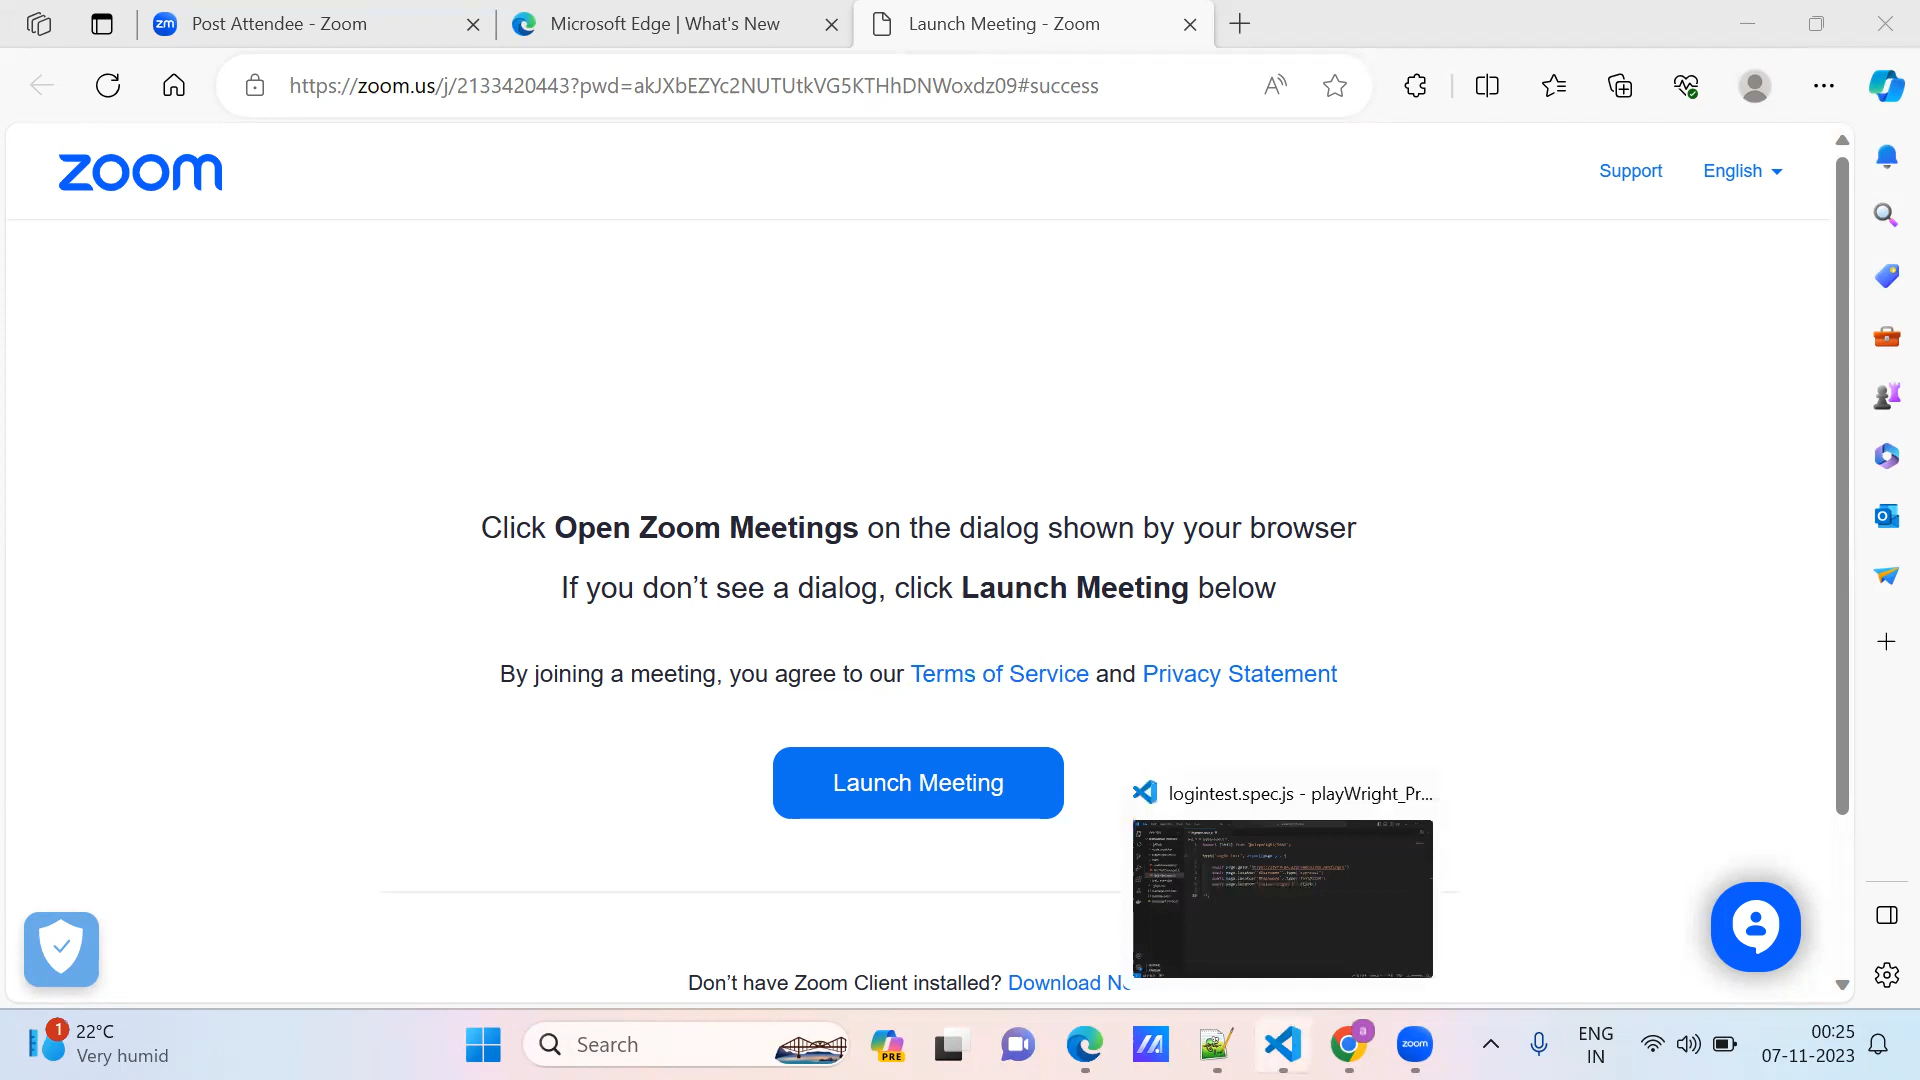 Post Attendee - Zoom
Microsoft Edge | What's New
Launch Meeting - Zoom
https://zoom.us/j/2133420443?pwd=akJXbEZYc2NUTUtkVG5KTHhDNWoxdz09#success
zoom
Support
English
Click Open Zoom Meetings on the dialog shown by your browser
If you don’t see a dialog, click Launch Meeting below
By joining a meeting, you agree to our Terms of Service and Privacy Statement
Launch Meeting
logintest.spec.js - playWright_Pr...
Don’t have Zoom Client installed? Download
1
22°C
Very humid
Search
PRE
a
zoom
ENG
IN
00:25
07-11-2023